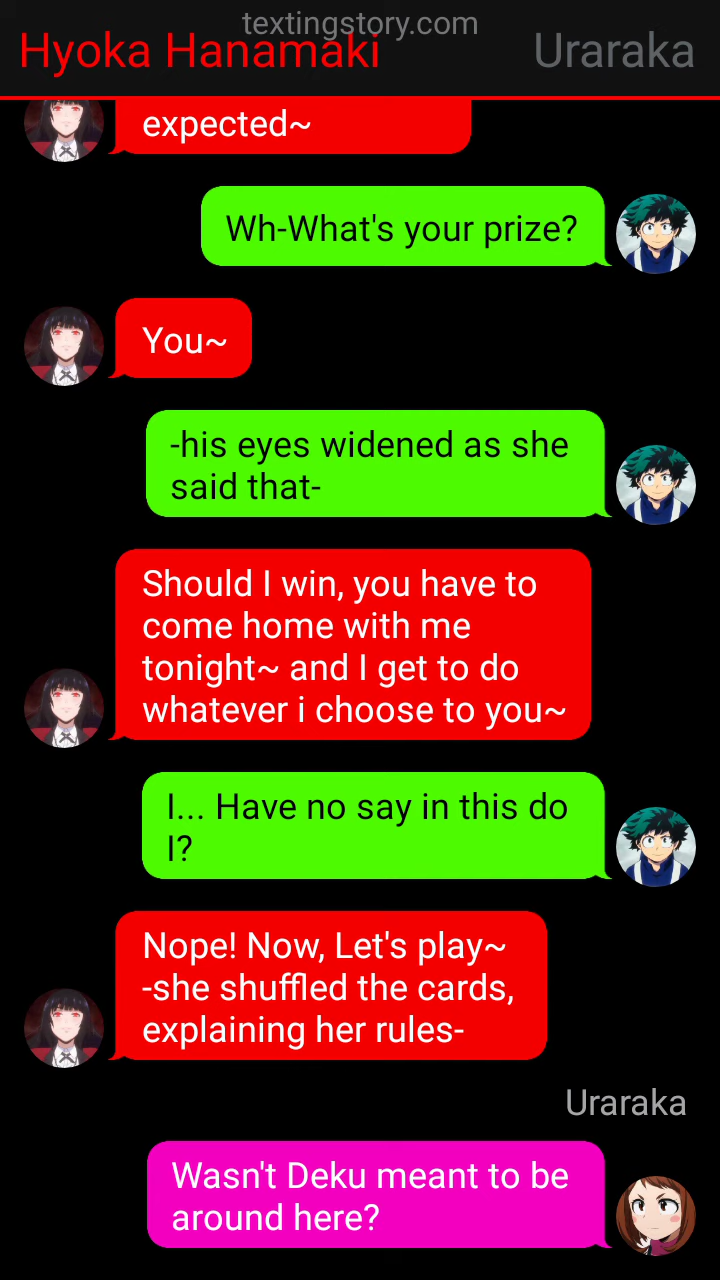 textingstory.com
Hyoka Hanamaki
Uraraka
expected~
Wh-What's your prize?
You~
-his eyes widened as she
said that-
Should I win, you have to
come home with me
tonight~ and I get to do
whatever i choose to you~
I... Have no say in this do
I?
Nope! Now, Let's play~
-she shuffled the cards,
explaining her rules-
Uraraka
Wasn't Deku meant to be
around here?